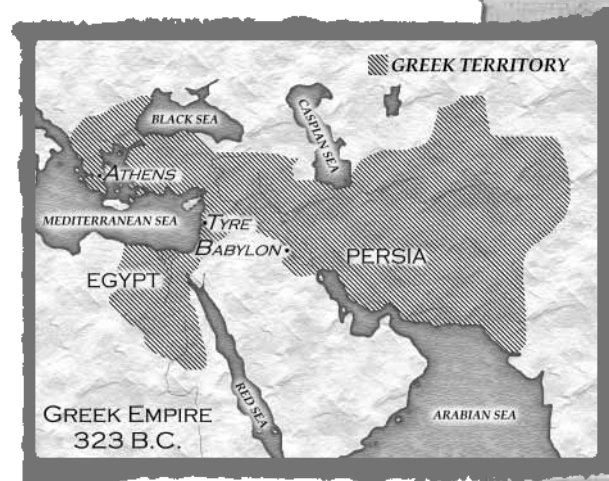 GREEK TERRITORY
BLACK SEA
CASPIAN SEA
ATHENS
MEDITERRANEAN SEA
TYRE
BABYLON
PERSIA
EGYPT
RED SEA
ARABIAN SEA
GREEK EMPIRE
323 B.C.